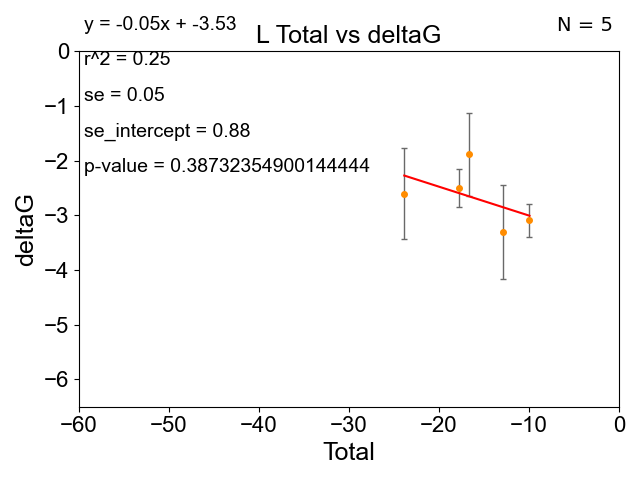 y = -0.05x + -3.53
N = 5
L Total vs deltaG
r^2 = 0.25
se = 0.05
se_intercept = 0.88
p-value = 0.38732354900144444
deltaG
0
−1
−2
−3
−4
−5
−6
−60 −50 −40 −30 −20 −10 0
Total